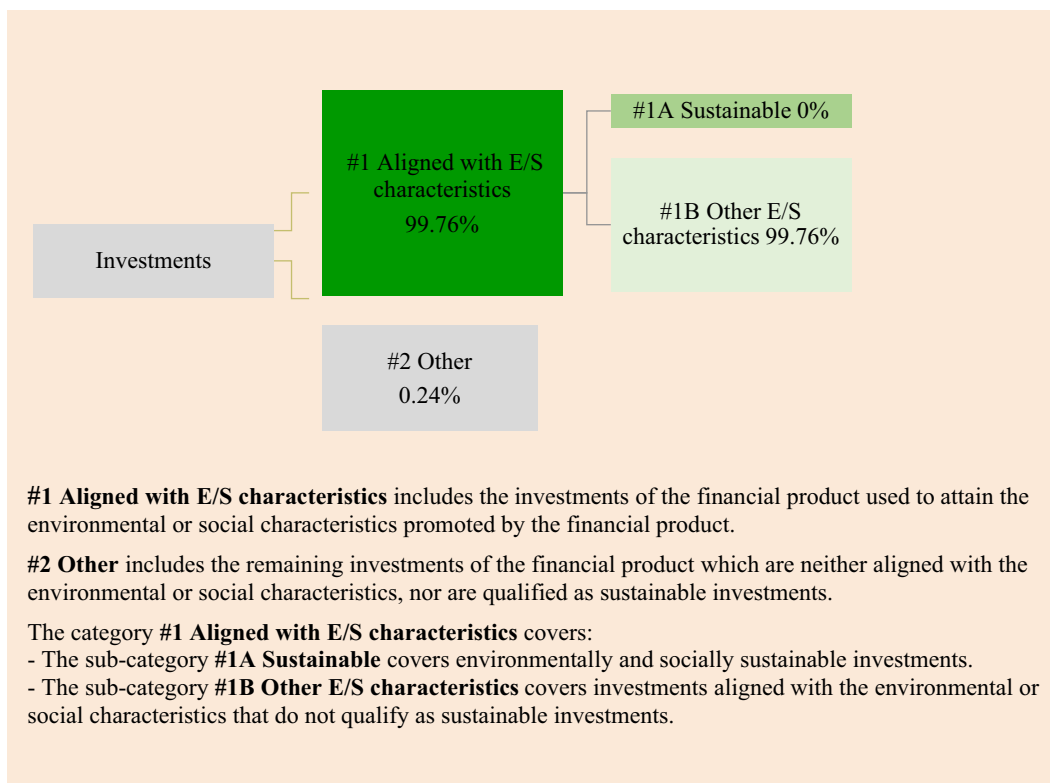 #1A Sustainable 0%
#1 Aligned with E/S
characteristics
99.76%
#1B Other E/S
characteristics 99.76%
Investments
#2 Other
0.24%
#1 Aligned with E/S characteristics includes the investments of the financial product used to attain the
environmental or social characteristics promoted by the financial product.
#2 Other includes the remaining investments of the financial product which are neither aligned with the
environmental or social characteristics, nor are qualified as sustainable investments.
The category #1 Aligned with E/S characteristics covers:
- The sub-category #1A Sustainable covers environmentally and socially sustainable investments.
- The sub-category #1B Other E/S characteristics covers investments aligned with the environmental or
social characteristics that do not qualify as sustainable investments.